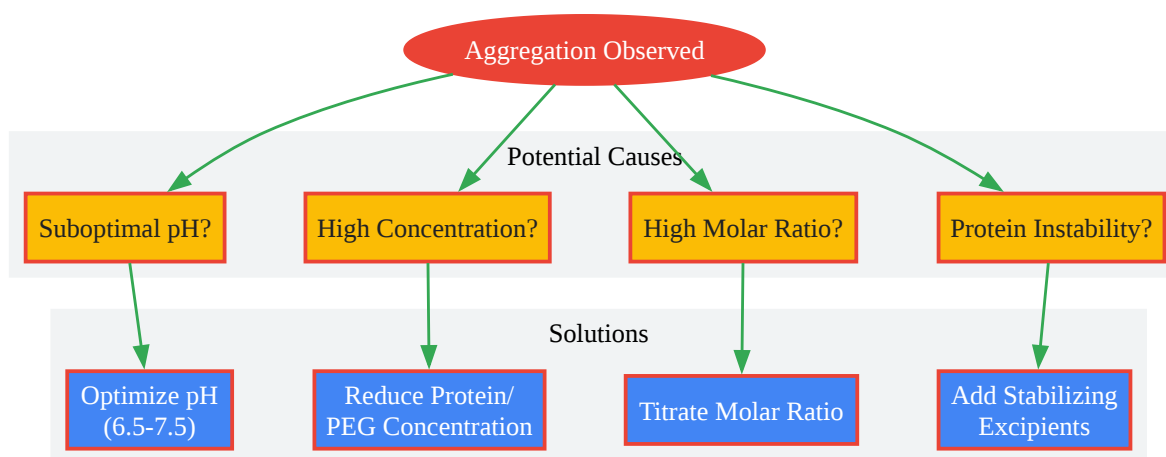 Aggregation Observed
Potential Causes
Suboptimal pH?
High Concentration?
High Molar Ratio?
Protein Instability?
Solutions
Optimize pH
(6.5-7.5)
Reduce Protein/
PEG Concentration
Titrate Molar Ratio
Add Stabilizing
Excipients